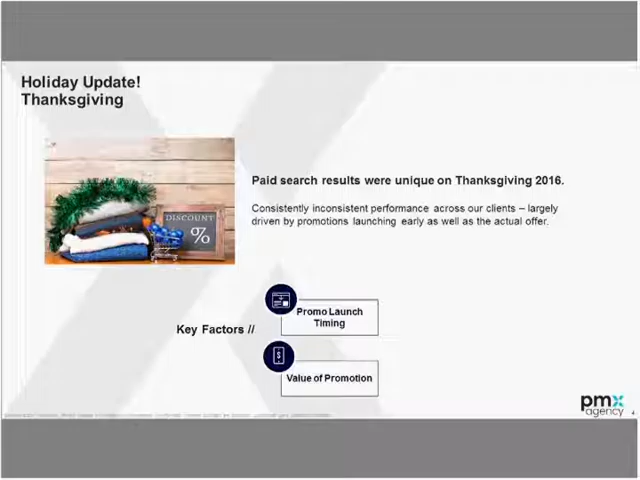 Holiday Update!
Thanksgiving
DISCOUNT
%
Paid search results were unique on Thanksgiving 2016.
Consistently inconsistent performance across our clients – largely
driven by promotions launching early as well as the actual offer.
Key Factors //
Promo Launch
Timing
$
Value of Promotion
pmx
agency